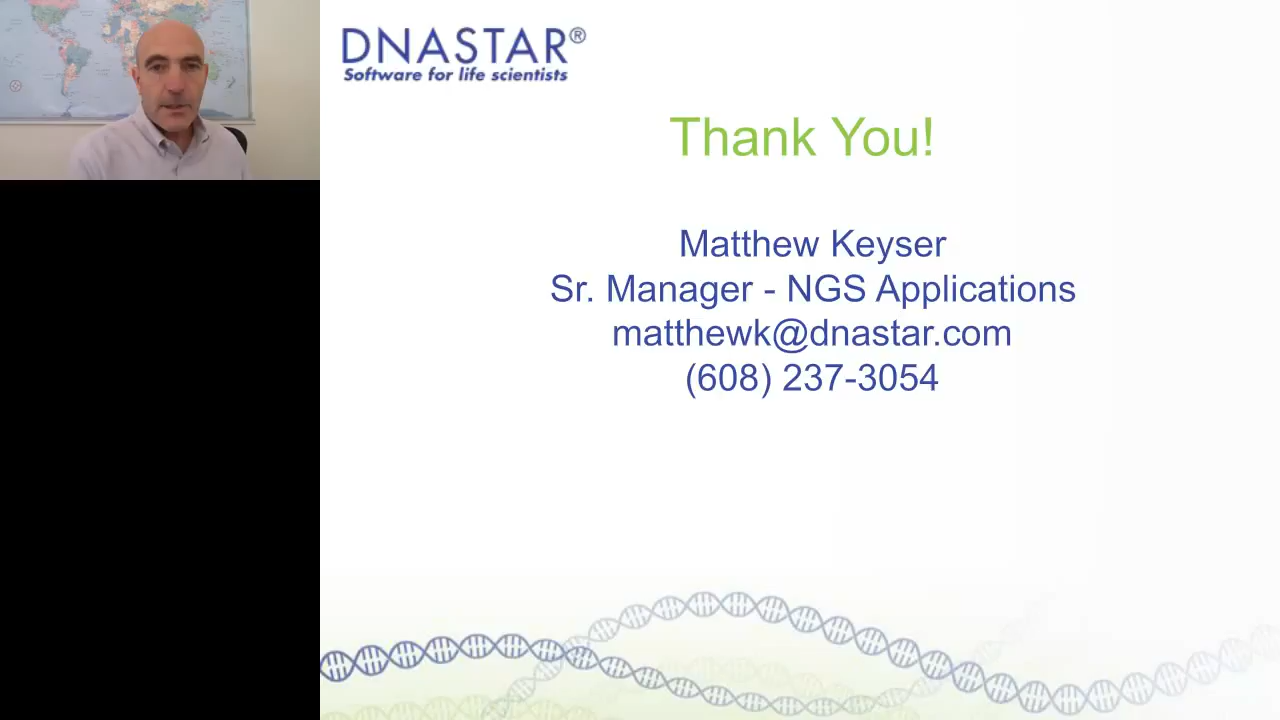 DNASTAR®
Software for life scientists
Thank You!
Matthew Keyser
Sr. Manager - NGS Applications
matthewk@dnastar.com
(608) 237-3054